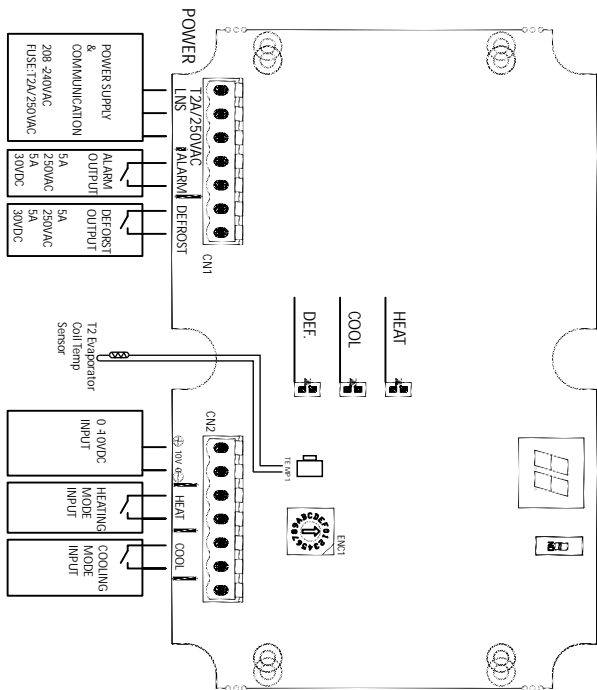 POWER
T2A/250VAC
LNS
ALARM
DEFROST
CN1
POWER SUPPLY
&
COMMUNICATION
208-240VAC
FUSE:T2A/250VAC
ALARM
OUTPUT
5A
250VAC
5A
30VDC
DEFORST
OUTPUT
5A
250VAC
5A
30VDC
HEAT
COOL
DEF.
T2 Evaporator
Coil Temp
Sensor
TEMP1
CN2
10V
HEAT
COOL
0-10VDC
INPUT
HEATING
MODE
INPUT
COOLING
MODE
INPUT
ENC1
0123456789ABCDEF